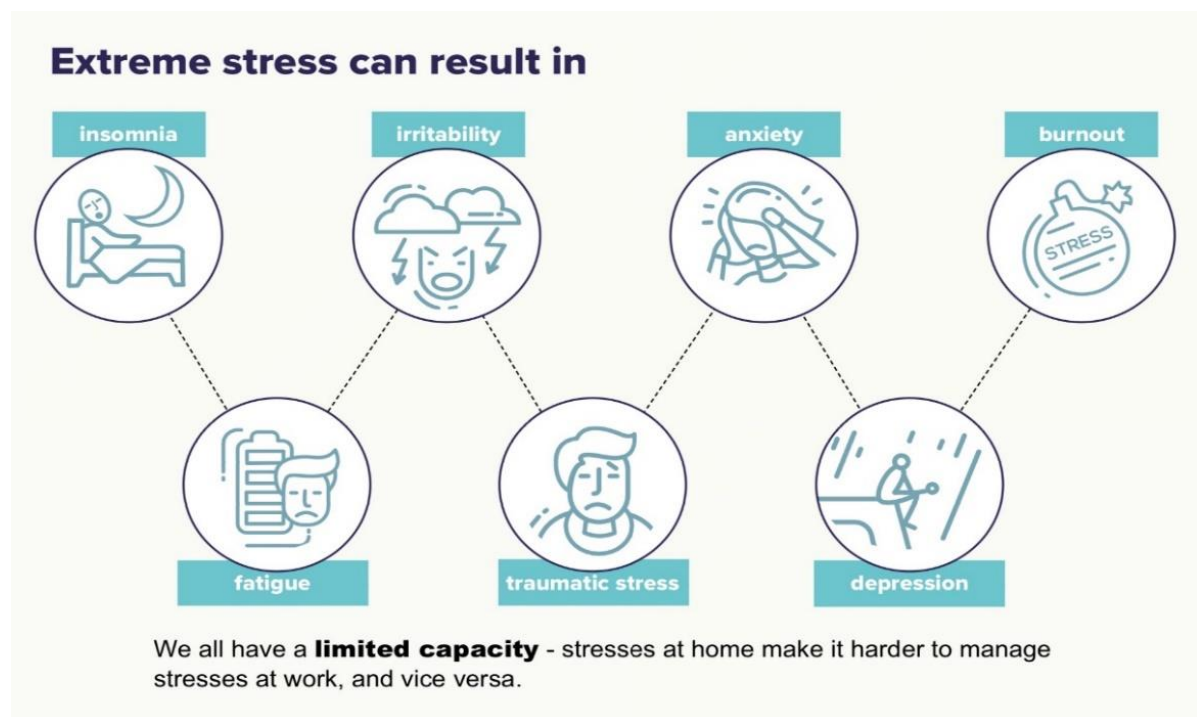 Extreme stress can result in
insomnia
irritability
anxiety
burnout
STRESS
fatigue
traumatic stress
depression
We all have a limited capacity - stresses at home make it harder to manage
stresses at work, and vice versa.